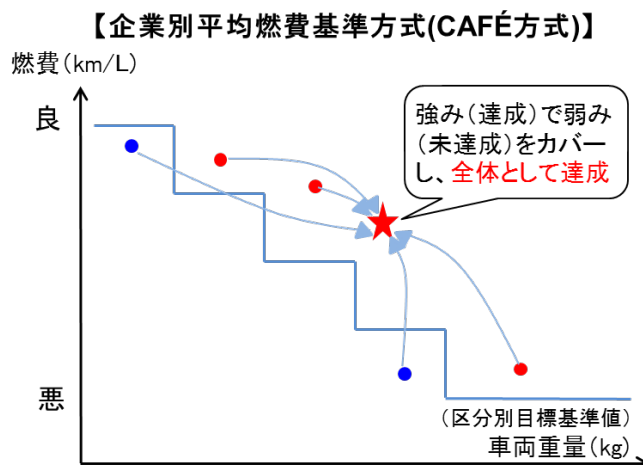 【企業別平均燃費基準方式(CAFÉ方式)】
燃費(km/L)
良
強み(達成)で弱み
(未達成)をカバー
し、全体として達成
悪
(区分別目標基準値)
車両重量(kg)